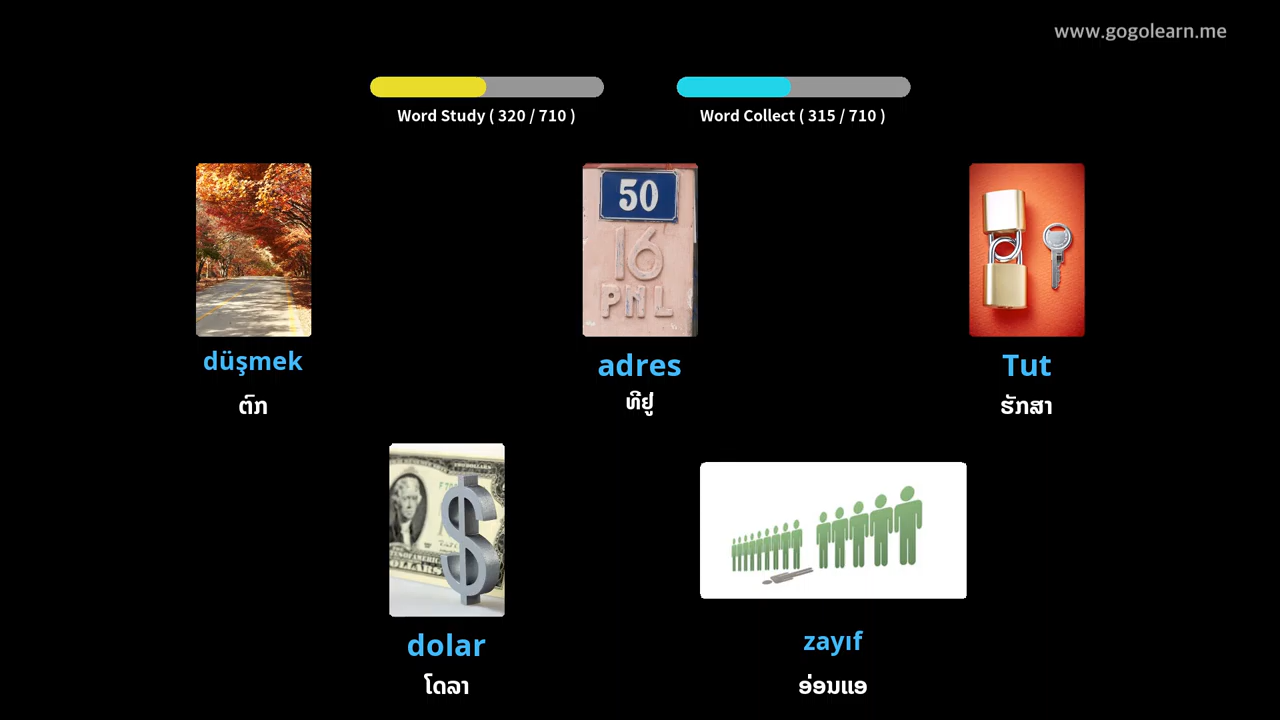 www.gogolearn.me
Word Study ( 320 / 710 )
Word Collect ( 315 / 710 )
50
16
PHL
düşmek
adres
Tut
ຕົກ
ທີຢູ່
ຮັກສາ
dolar
zayıf
ໂດລາ
ອ່ອນແອ